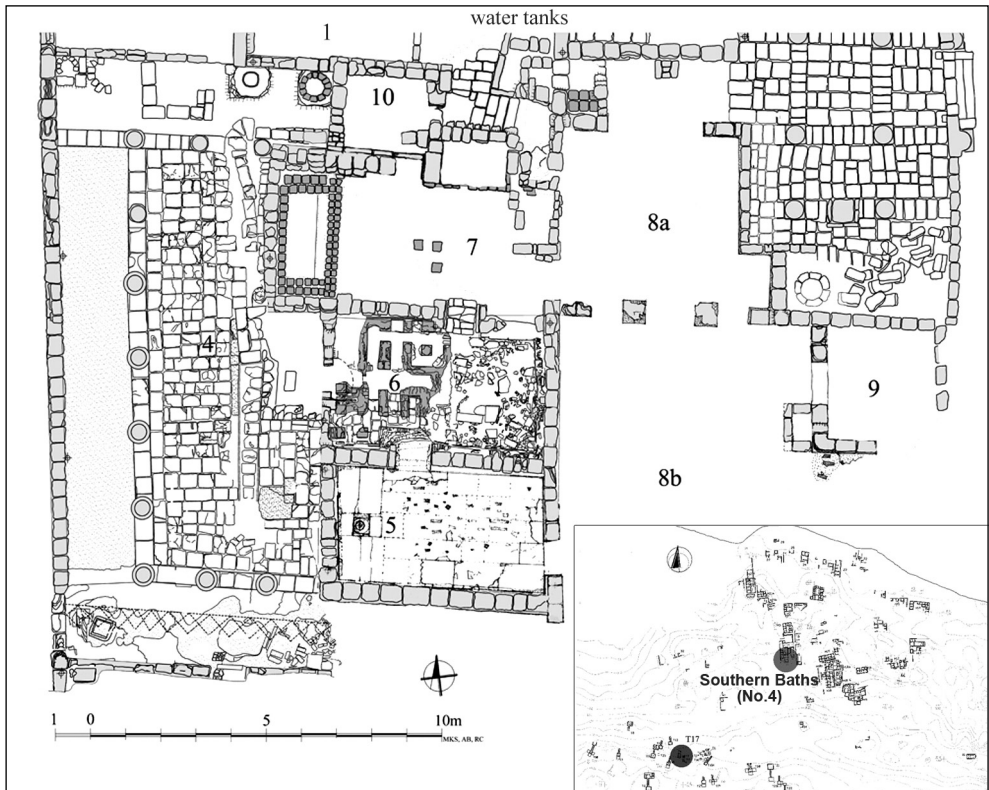 water tanks
1
10
7
8a
4
6
9
5
8b
Southern Baths
(No.4)
T17
1 0 5 10m
MKS, AB, RC